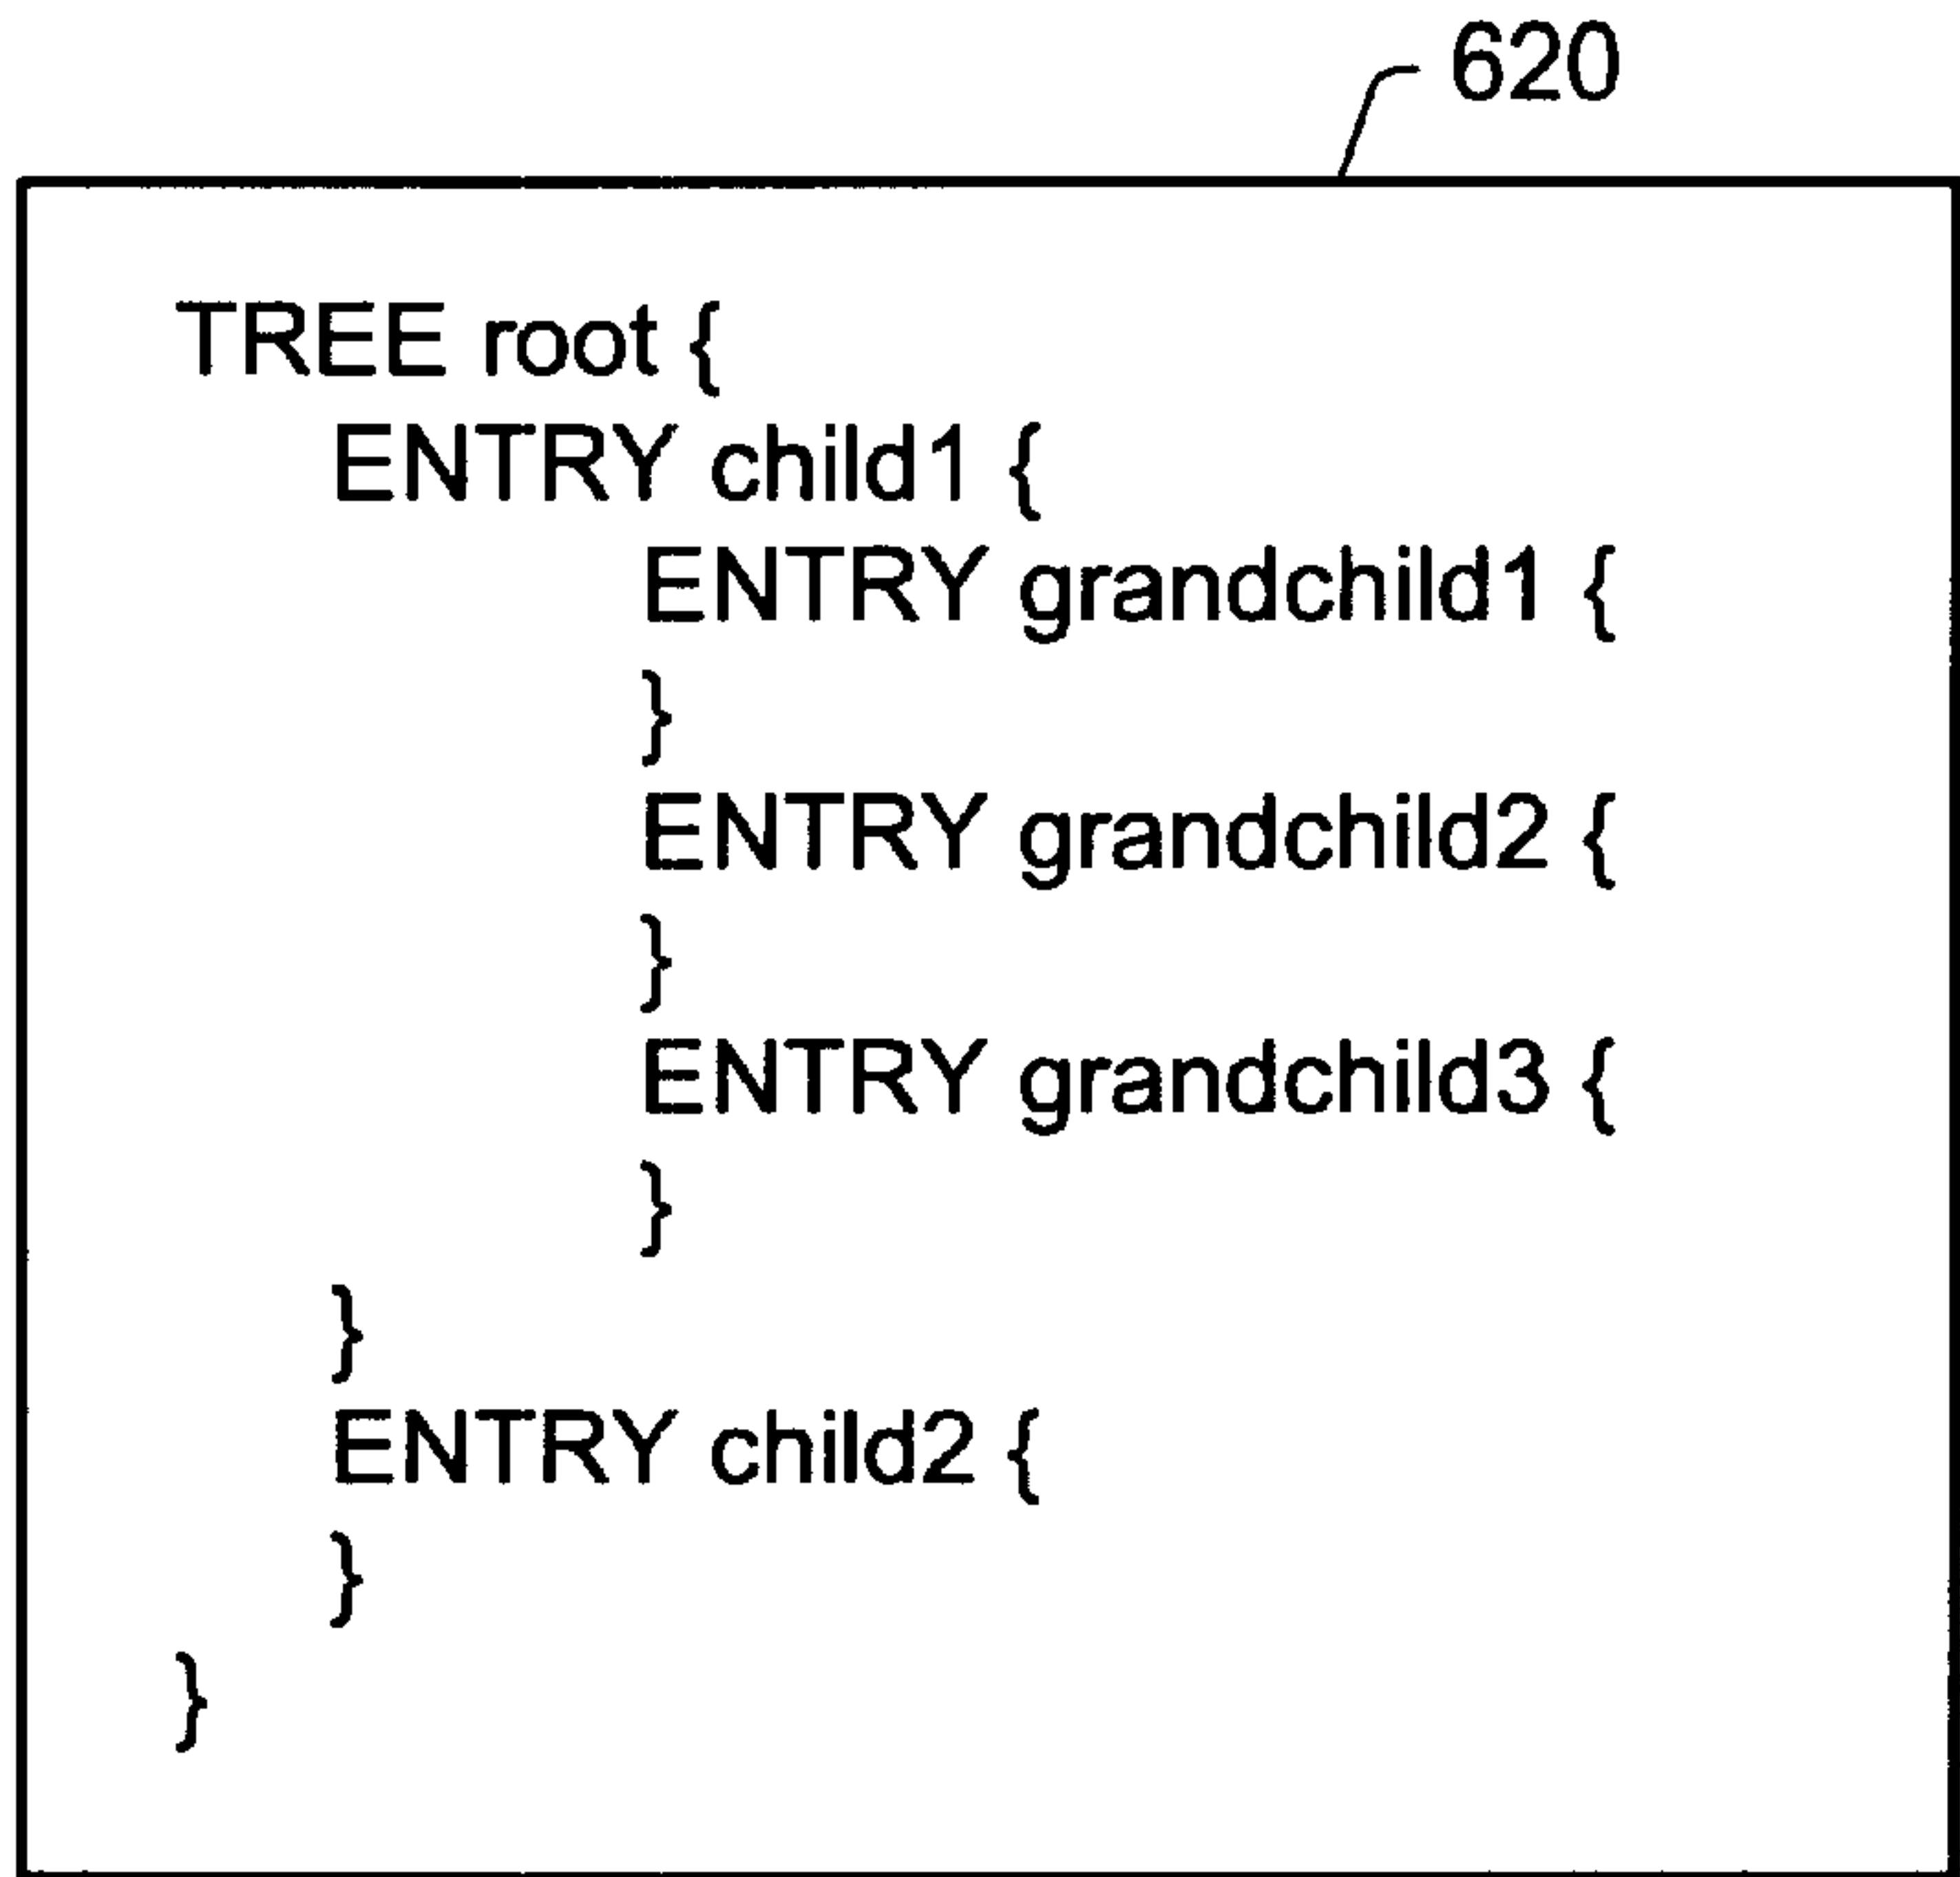 620
TREE root {
ENTRY child1 {
ENTRY grandchild1 {
}
ENTRY grandchild2 {
}
ENTRY grandchild3 {
}
}
ENTRY child2 {
}
}